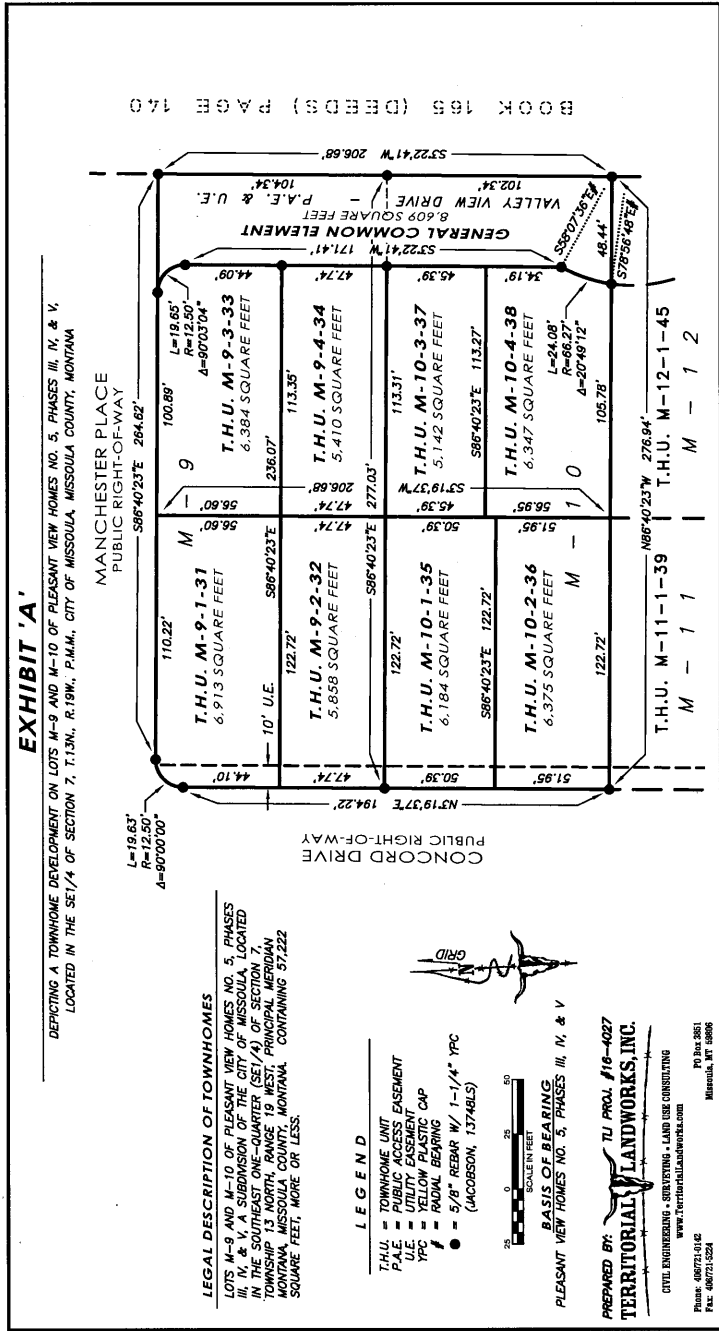 EXHIBIT 'A'
DEPICTING A TOWNHOME DEVELOPMENT ON LOTS M-9 AND M-10 OF PLEASANT VIEW HOMES NO. 5, PHASES III, IV, & V,
LOCATED IN THE SE1/4 OF SECTION 7, T.13N., R.19W., P.M.M., CITY OF MISSOULA, MISSOULA COUNTY, MONTANA
MANCHESTER PLACE
PUBLIC RIGHT-OF-WAY
S86°40'23"E 264.62'
L=19.63'
R=12.50'
Δ=90°00'00"
110.22'
100.89'
L=19.65'
R=12.50'
Δ=90°03'04"
M - 9
T.H.U. M-9-1-31
6,913 SQUARE FEET
44.10'
56.60'
56.60'
T.H.U. M-9-3-33
6,384 SQUARE FEET
44.09'
10' U.E.
S86°40'23"E
236.07'
122.72'
113.35'
T.H.U. M-9-2-32
5,858 SQUARE FEET
47.74'
47.74'
206.68'
47.74'
T.H.U. M-9-4-34
5,410 SQUARE FEET
47.74'
S86°40'23"E
277.03'
122.72'
113.31'
T.H.U. M-10-1-35
6,184 SQUARE FEET
50.39'
50.39'
S3°19'37"W
45.39'
T.H.U. M-10-3-37
5,142 SQUARE FEET
45.39'
S86°40'23"E 122.72'
S86°40'23"E 113.27'
M - 10
T.H.U. M-10-2-36
6,375 SQUARE FEET
51.95'
51.95'
56.95'
T.H.U. M-10-4-38
6,347 SQUARE FEET
34.19'
L=24.08'
R=66.27'
Δ=20°49'12"
122.72'
105.78'
48.44'
N86°40'23"W 276.94'
T.H.U. M-11-1-39
M - 11
T.H.U. M-12-1-45
M - 12
N3°19'37"E 194.22'
CONCORD DRIVE
PUBLIC RIGHT-OF-WAY
S3°22'41"W 171.41'
GENERAL COMMON ELEMENT
8,609 SQUARE FEET
VALLEY VIEW DRIVE - P.A.E. & U.E.
104.34'
102.34'
S3°22'41"W 206.68'
S58°07'36"E#
S78°56'48"E#
BOOK 165 (DEEDS) PAGE 140
LEGAL DESCRIPTION OF TOWNHOMES
LOTS M-9 AND M-10 OF PLEASANT VIEW HOMES NO. 5, PHASES
III, IV, & V, A SUBDIVISION OF THE CITY OF MISSOULA, LOCATED
IN THE SOUTHEAST ONE-QUARTER (SE1/4) OF SECTION 7,
TOWNSHIP 13 NORTH, RANGE 19 WEST, PRINCIPAL MERIDIAN
MONTANA, MISSOULA COUNTY, MONTANA. CONTAINING 57,222
SQUARE FEET, MORE OR LESS.
LEGEND
T.H.U. = TOWNHOME UNIT
P.A.E. = PUBLIC ACCESS EASEMENT
U.E. = UTILITY EASEMENT
YPC = YELLOW PLASTIC CAP
# = RADIAL BEARING
● = 5/8" REBAR W/ 1-1/4" YPC
(JACOBSON, 13748LS)
GRID
N
25 0 25 50
SCALE IN FEET
BASIS OF BEARING
PLEASANT VIEW HOMES NO. 5, PHASES III, IV, & V
PREPARED BY: TLI PROJ. #16-4027
TERRITORIAL LANDWORKS, INC.
CIVIL ENGINEERING • SURVEYING • LAND USE CONSULTING
www.TerritorialLandworks.com
Phone: 406/721-0142
Fax: 406/721-5224
PO Box 3851
Missoula, MT 59806